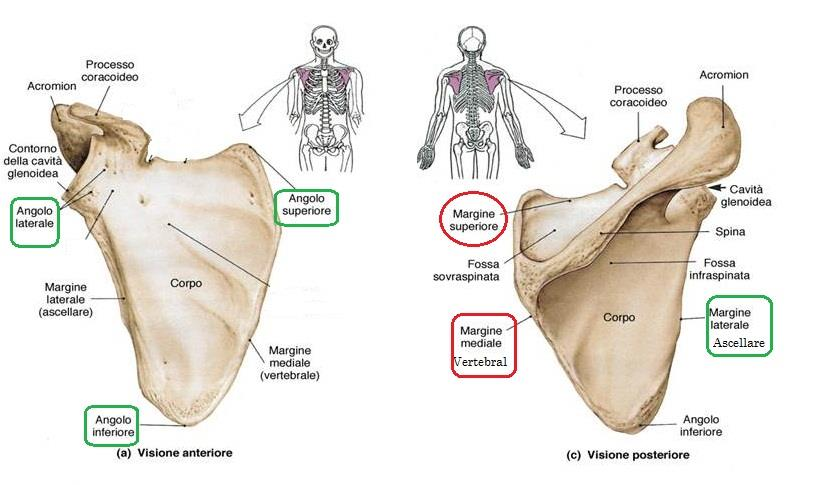 Processo
coracoideo
Acromion
Contorno
della cavità
glenoidea
Angolo
laterale
Angolo
superiore
Margine
laterale
(ascellare)
Corpo
Margine
mediale
(vertebrale)
Angolo
inferiore
(a) Visione anteriore
Acromion
Processo
coracoideo
Cavità
glenoidea
Margine
superiore
Spina
Fossa
sovraspinata
Fossa
infraspinata
Corpo
Margine
laterale
Ascellare
Margine
mediale
Vertebral
Angolo
inferiore
(c) Visione posteriore